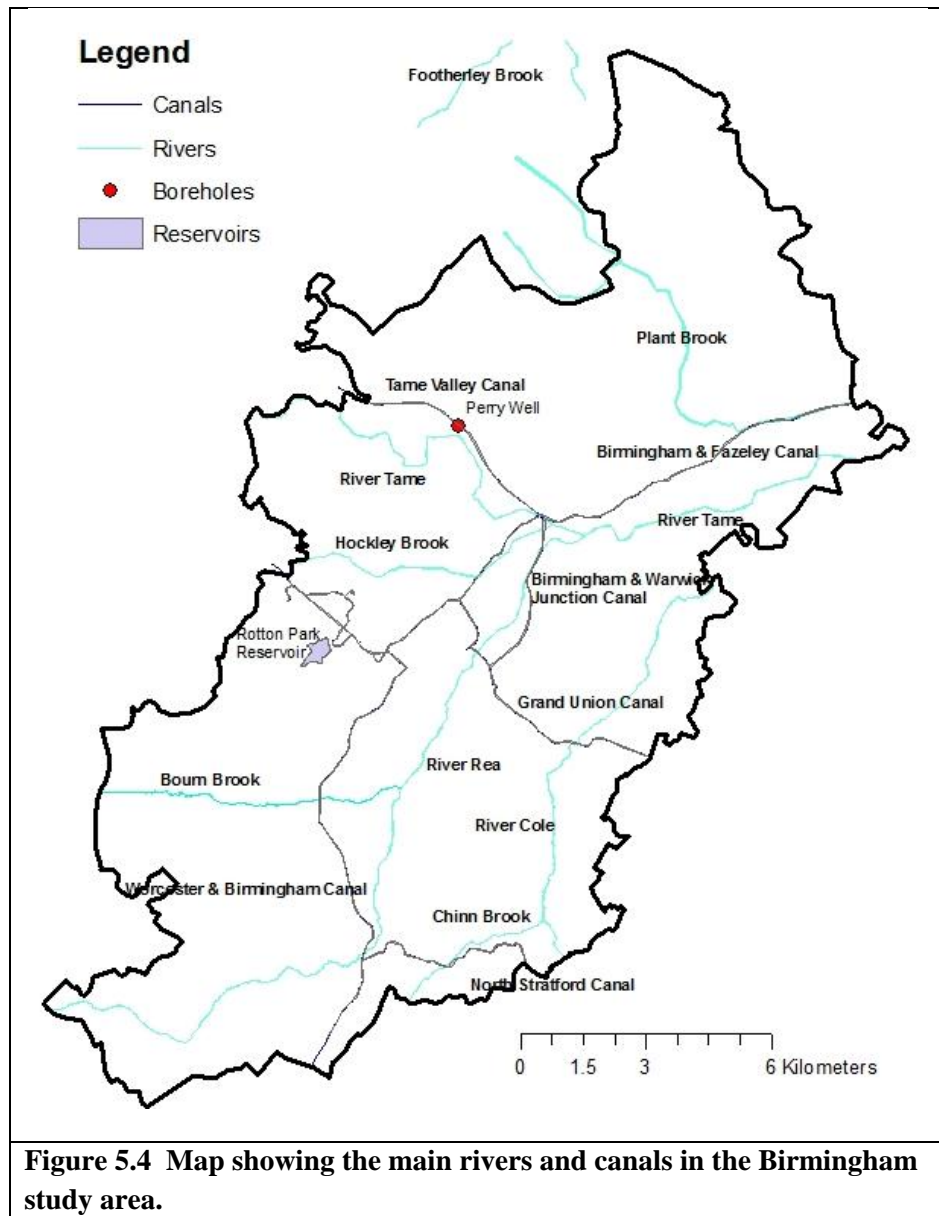 Legend
Canals
Rivers
Boreholes
Reservoirs
Footherley Brook
Plant Brook
Tame Valley Canal
Perry Well
Birmingham & Fazeley Canal
River Tame
River Tame
Hockley Brook
Birmingham & Warwick
Junction Canal
Rotton Park
Reservoir
Grand Union Canal
River Rea
Bourn Brook
River Cole
Worcester & Birmingham Canal
Chinn Brook
North Stratford Canal
0 1.5 3 6 Kilometers
Figure 5.4 Map showing the main rivers and canals in the Birmingham
study area.